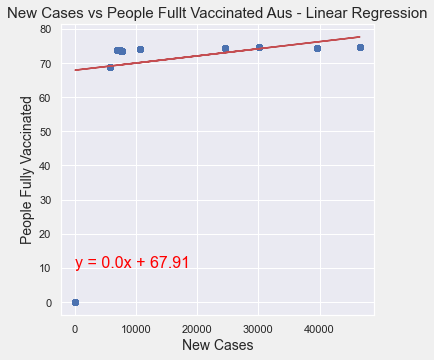 New Cases vs People Fullt Vaccinated Aus - Linear Regression
80
70
60
50
40
30
20
10
0
People Fully Vaccinated
y = 0.0x + 67.91
0 10000 20000 30000 40000
New Cases